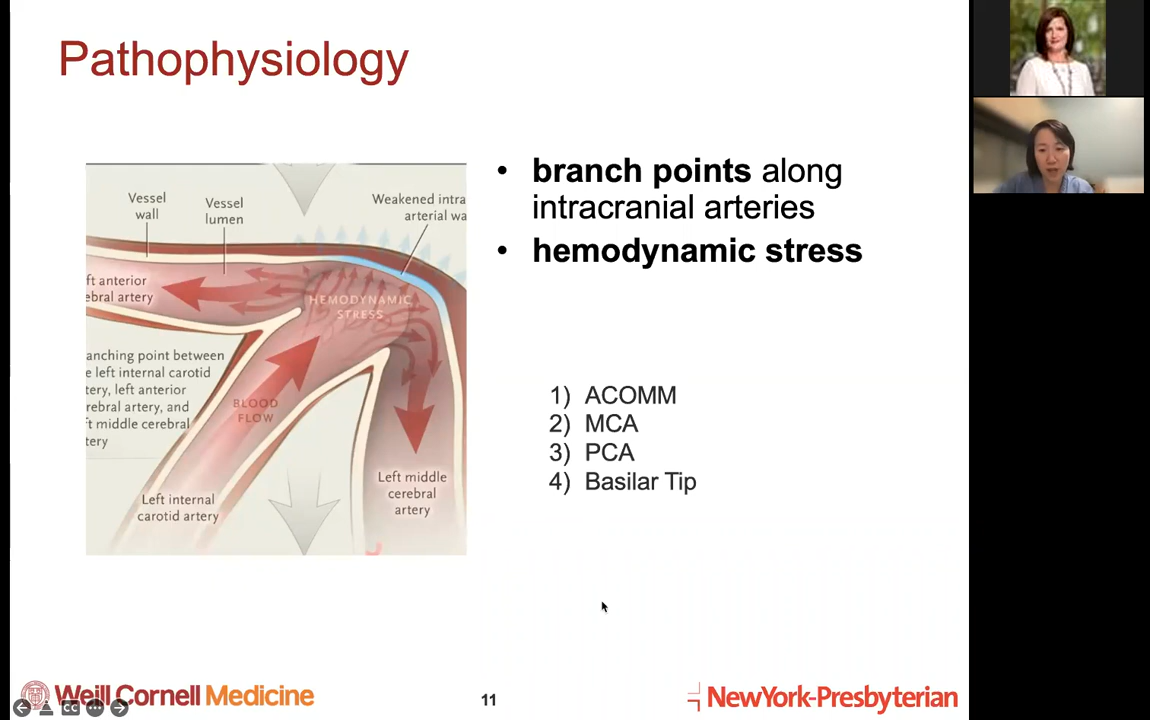 Pathophysiology
Vessel
wall
Vessel
lumen
Weakened intra
arterial wa
ft anterior
ebral artery
HEMODYNAMIC
STRESS
anching point between
e left internal carotid
tery, left anterior
rebral artery, and
ft middle cerebral
tery
BLOOD
FLOW
Left internal
carotid artery
Left middle
cerebral
artery
• branch points along
intracranial arteries
• hemodynamic stress
1) ACOMM
2) MCA
3) PCA
4) Basilar Tip
Weill Cornell Medicine
CC
11
NewYork-Presbyterian